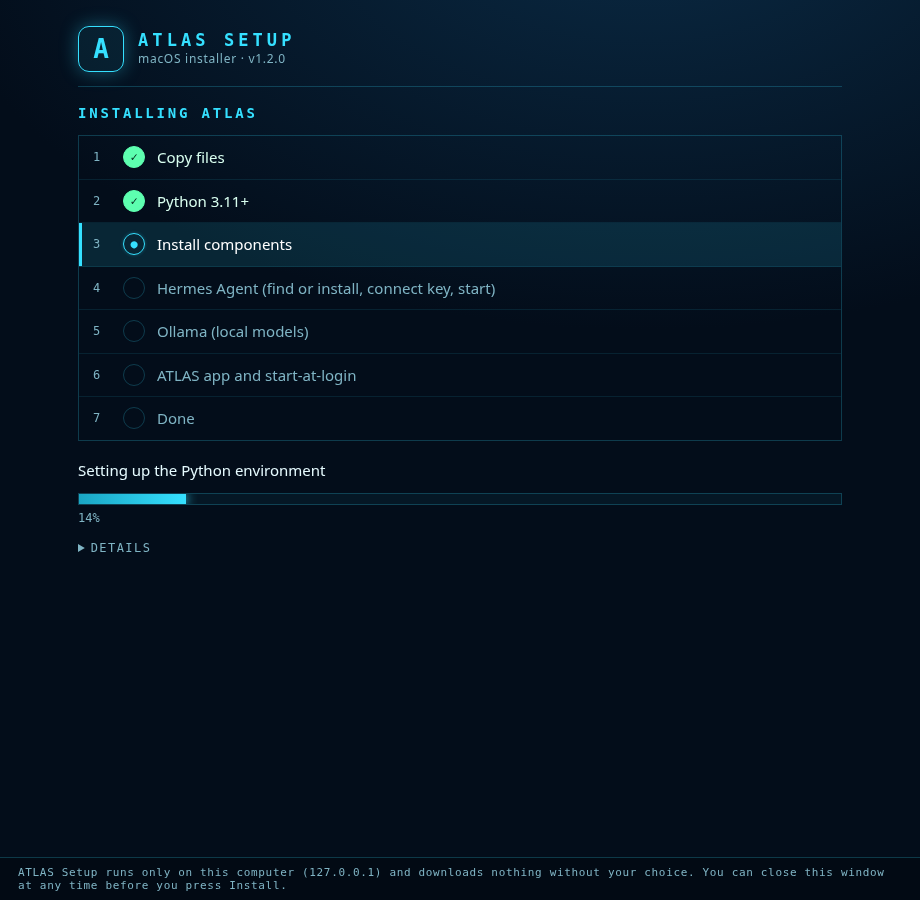 A
ATLAS SETUP
macOS installer · v1.2.0
INSTALLING ATLAS
1 ✓ Copy files
2 ✓ Python 3.11+
3 Install components
4 Hermes Agent (find or install, connect key, start)
5 Ollama (local models)
6 ATLAS app and start-at-login
7 Done
Setting up the Python environment
14%
DETAILS
ATLAS Setup runs only on this computer (127.0.0.1) and downloads nothing without your choice. You can close this window
at any time before you press Install.